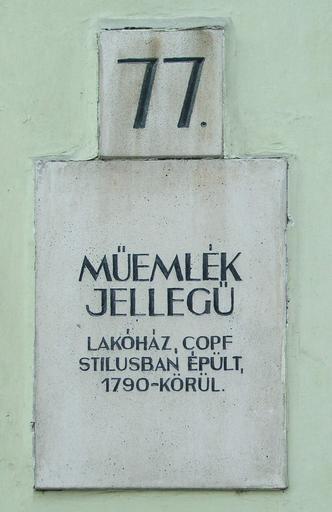 77.
MŰEMLÉK
JELLEGŰ
LAKÓHÁZ, COPF
STILUSBAN ÉPÜLT,
1790-KÖRÜL.